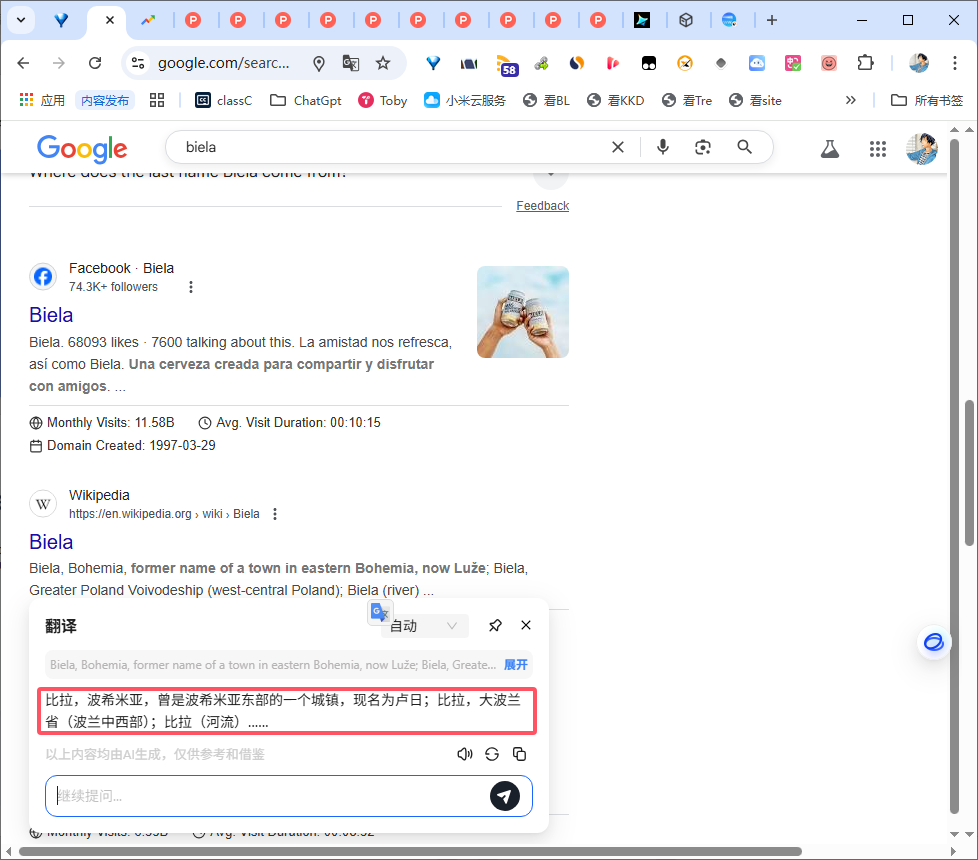 google.com/searc...
58
应用
内容发布
classC
ChatGpt
Toby
小米云服务
看BL
看KKD
看Tre
看site
所有书签
Google
biela
Where does the last name Biela come from?
Feedback
Facebook · Biela
74.3K+ followers
Biela
Biela. 68093 likes · 7600 talking about this. La amistad nos refresca,
así como Biela. Una cerveza creada para compartir y disfrutar
con amigos. ...
Monthly Visits: 11.58B
Avg. Visit Duration: 00:10:15
Domain Created: 1997-03-29
W
Wikipedia
https://en.wikipedia.org › wiki › Biela
Biela
Biela, Bohemia, former name of a town in eastern Bohemia, now Luže; Biela,
Greater Poland Voivodeship (west-central Poland); Biela (river) ...
翻译
自动
Biela, Bohemia, former name of a town in eastern Bohemia, now Luže; Biela, Greate...
展开
比拉，波希米亚，曾是波希米亚东部的一个城镇，现名为卢日；比拉，大波兰
省（波兰中西部）；比拉（河流）......
以上内容均由AI生成，仅供参考和借鉴
继续提问...